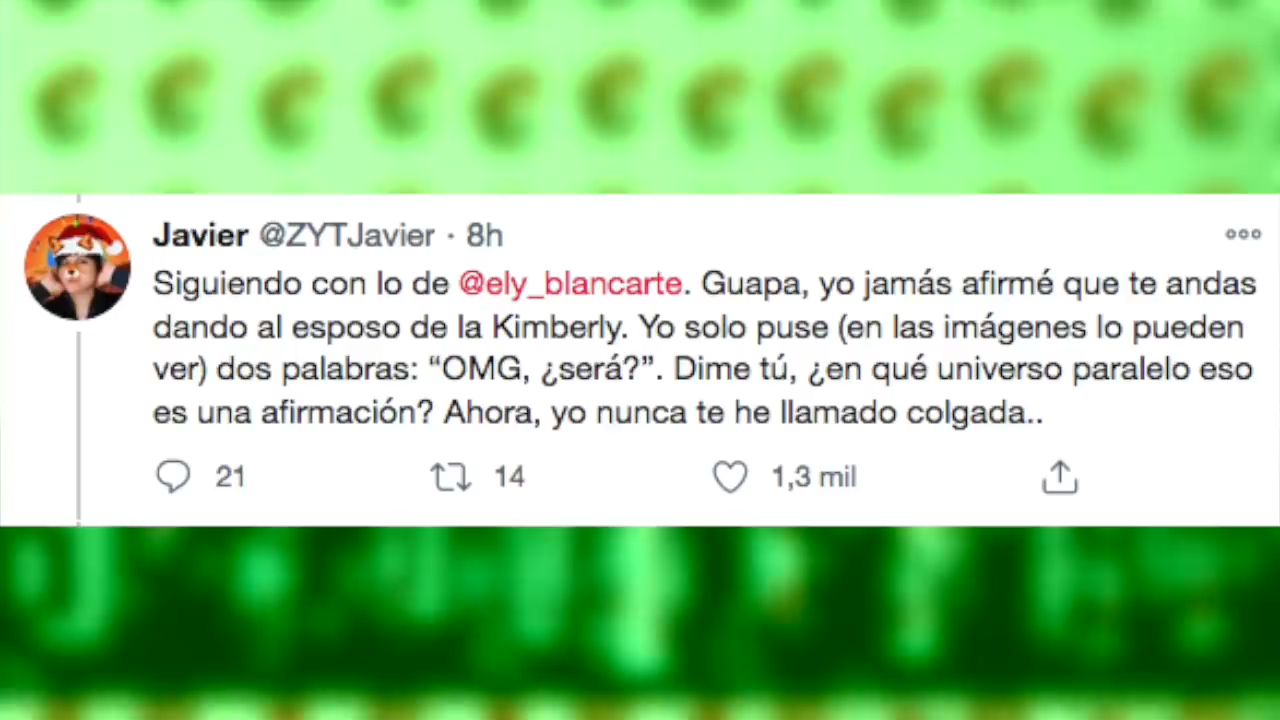 Javier @ZYTJavier · 8h
Siguiendo con lo de @ely_blancarte. Guapa, yo jamás afirmé que te andas
dando al esposo de la Kimberly. Yo solo puse (en las imágenes lo pueden
ver) dos palabras: “OMG, ¿será?”. Dime tú, ¿en qué universo paralelo eso
es una afirmación? Ahora, yo nunca te he llamado colgada..
21 14 1,3 mil